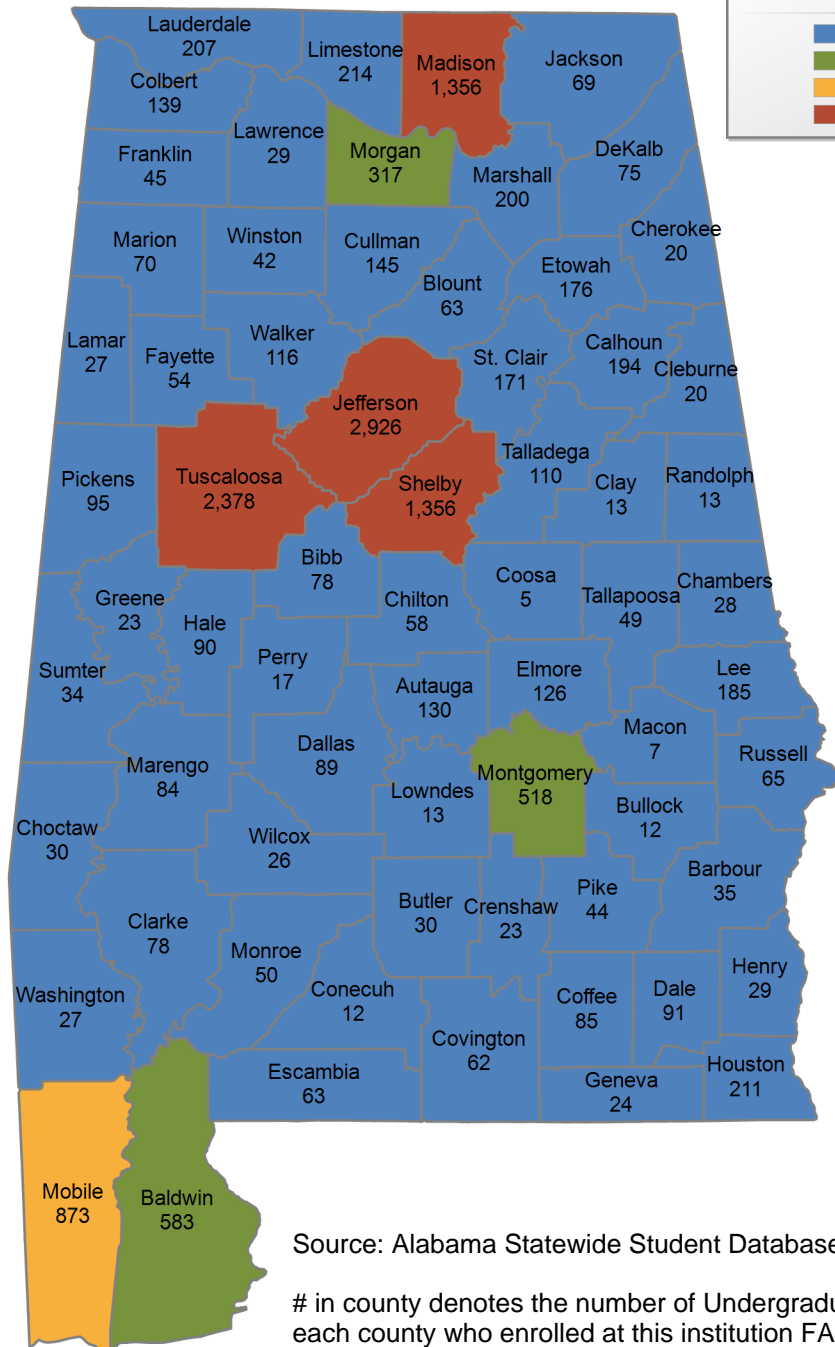 Lauderdale
207
Limestone
214
Madison
1,356
Jackson
69
Colbert
139
Lawrence
29
Franklin
45
Morgan
317
Marshall
200
DeKalb
75
Marion
70
Winston
42
Cullman
145
Blount
63
Etowah
176
Cherokee
20
Lamar
27
Fayette
54
Walker
116
St. Clair
171
Calhoun
194
Cleburne
20
Jefferson
2,926
Pickens
95
Tuscaloosa
2,378
Shelby
1,356
Talladega
110
Clay
13
Randolph
13
Bibb
78
Greene
23
Hale
90
Chilton
58
Coosa
5
Tallapoosa
49
Chambers
28
Sumter
34
Perry
17
Autauga
130
Elmore
126
Lee
185
Macon
7
Russell
65
Marengo
84
Dallas
89
Lowndes
13
Montgomery
518
Bullock
12
Choctaw
30
Wilcox
26
Barbour
35
Clarke
78
Butler
30
Crenshaw
23
Pike
44
Monroe
50
Conecuh
12
Henry
29
Washington
27
Covington
62
Coffee
85
Dale
91
Escambia
63
Geneva
24
Houston
211
Mobile
873
Baldwin
583
Source: Alabama Statewide Student Database
# in county denotes the number of Undergradu
each county who enrolled at this institution FA